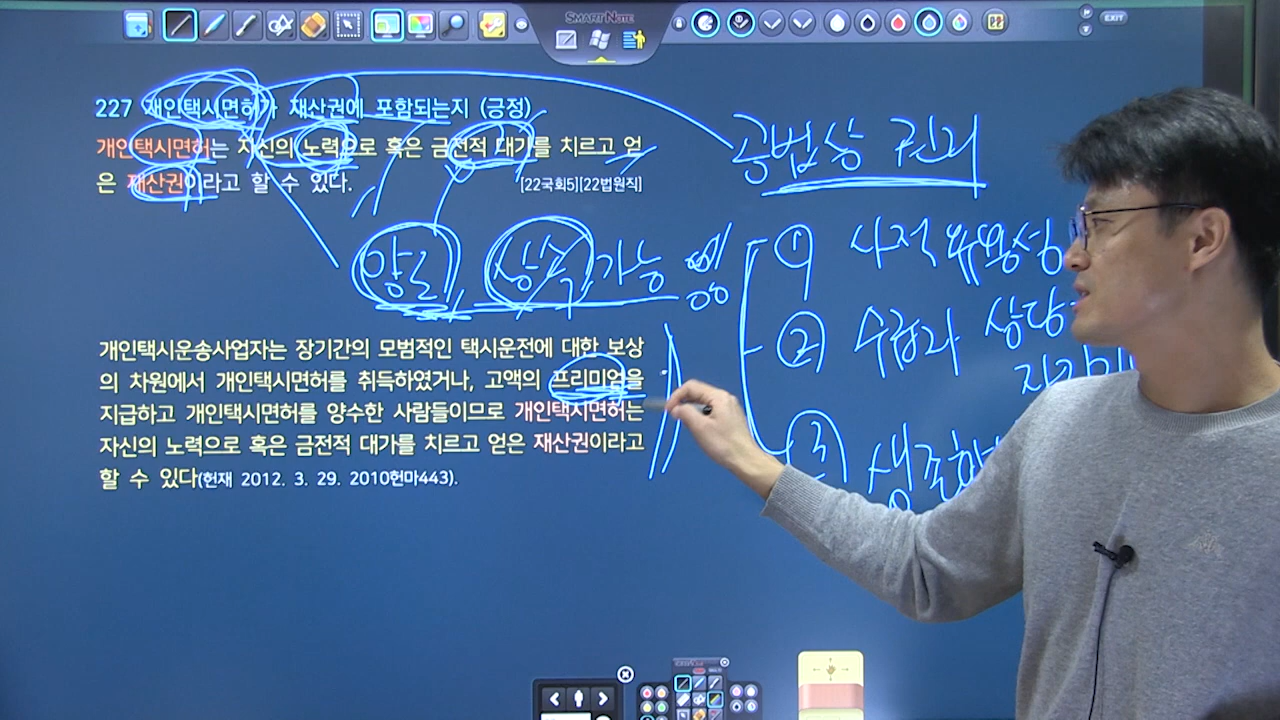 SMART NOTE
EXIT
227 개인택시면허가 재산권에 포함되는지 (긍정)
개인택시면허는 자신의 노력으로 혹은 금전적 대가를 치르고 얻
은 재산권이라고 할 수 있다. [22국회5][22법원직]
공법상 권리
양도, 상속 가능
① 사적 유용성
② 수급자 상당한
자기기
③ 생존확보
개인택시운송사업자는 장기간의 모범적인 택시운전에 대한 보상
의 차원에서 개인택시면허를 취득하였거나, 고액의 프리미엄을
지급하고 개인택시면허를 양수한 사람들이므로 개인택시면허는
자신의 노력으로 혹은 금전적 대가를 치르고 얻은 재산권이라고
할 수 있다(헌재 2012. 3. 29. 2010헌마443).